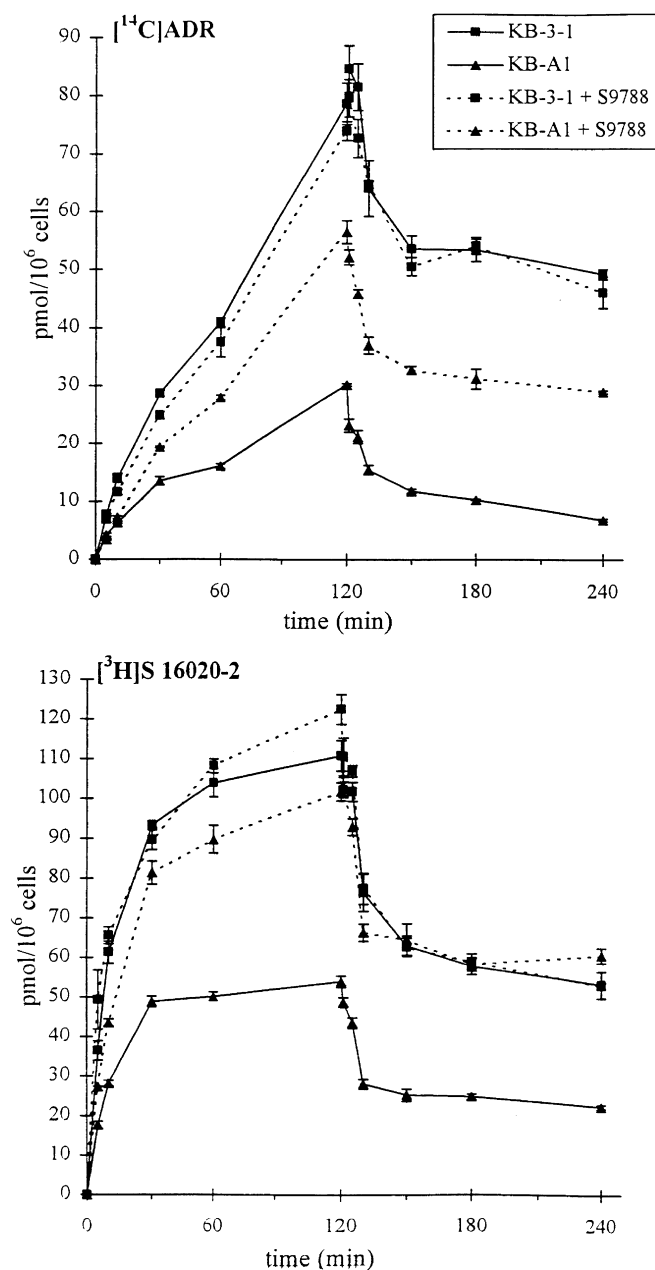 [¹⁴C]ADR
KB-3-1
KB-A1
KB-3-1 + S9788
KB-A1 + S9788
90
80
70
60
50
40
30
20
10
0
pmol/10⁶ cells
0 60 120 180 240
time (min)
[³H]S 16020-2
130
120
110
100
90
80
70
60
50
40
30
20
10
0
pmol/10⁶ cells
0 60 120 180 240
time (min)